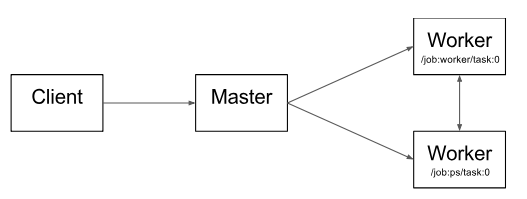 Client
Master
Worker
/job:worker/task:0
Worker
/job:ps/task:0